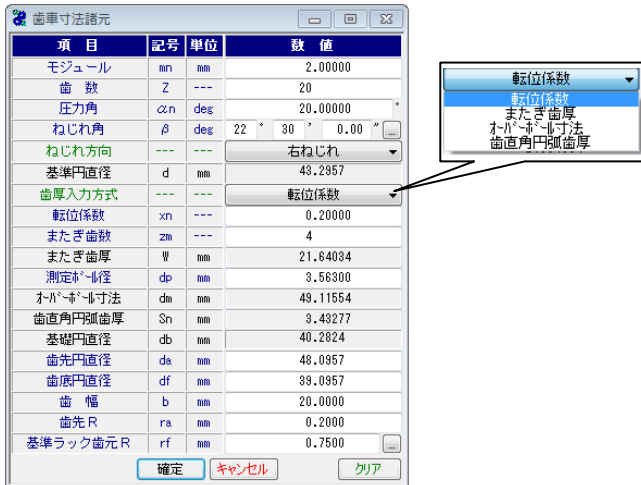 歯車寸法諸元
項 目 記号 単位 数 値
モジュール mn mm 2.00000
歯 数 Z --- 20
圧力角 αn deg 20.00000 °
ねじれ角 β deg 22 ° 30 ' 0.00 " ...
ねじれ方向 --- --- 右ねじれ
基準円直径 d mm 43.2957
歯厚入力方式 --- --- 転位係数
転位係数 xn --- 0.20000
またぎ歯数 zm --- 4
またぎ歯厚 W mm 21.64034
測定ボール径 dp mm 3.56300
オーバーボール寸法 dm mm 49.11554
歯直角円弧歯厚 Sn mm 3.43277
基礎円直径 db mm 40.2824
歯先円直径 da mm 48.0957
歯底円直径 df mm 39.0957
歯 幅 b mm 20.0000
歯先R ra mm 0.2000
基準ラック歯元R rf mm 0.7500 ...
確定 キャンセル クリア
転位係数
転位係数
またぎ歯厚
オーバーボール寸法
歯直角円弧歯厚